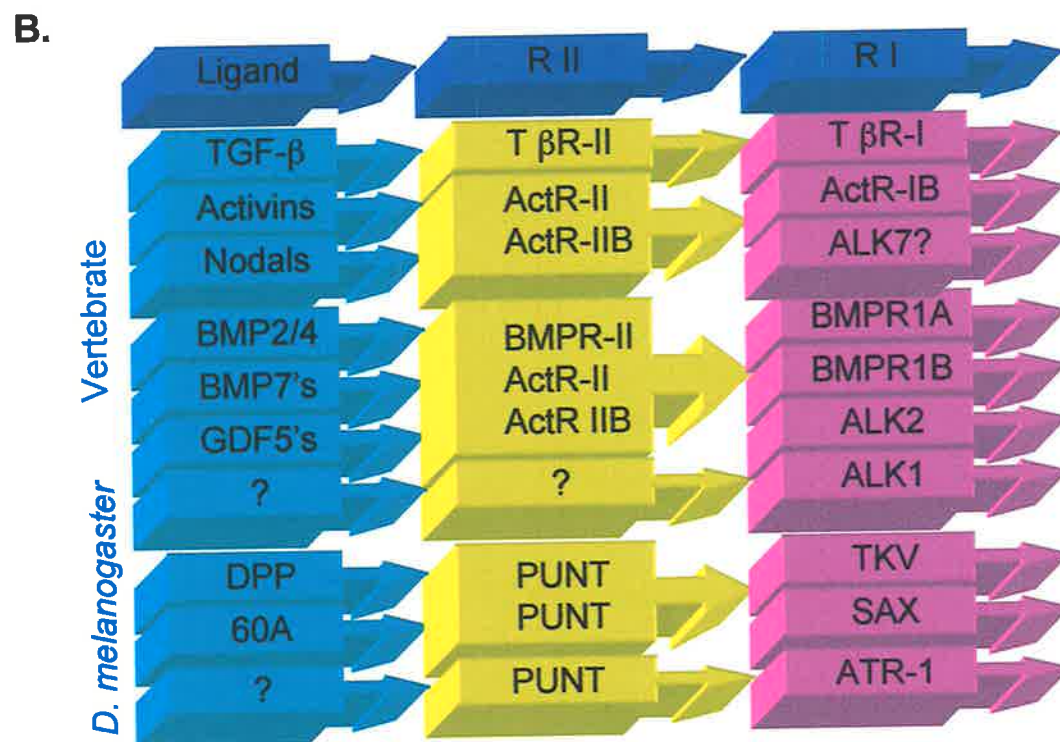 B.
Ligand R II R I
Vertebrate
TGF-β T βR-II T βR-I
Activins ActR-II ActR-IB
Nodals ActR-IIB ALK7?
BMP2/4 BMPR-II BMPR1A
BMP7's ActR-II BMPR1B
GDF5's ActR IIB ALK2
? ? ALK1
D. melanogaster
DPP PUNT TKV
60A PUNT SAX
? PUNT ATR-1